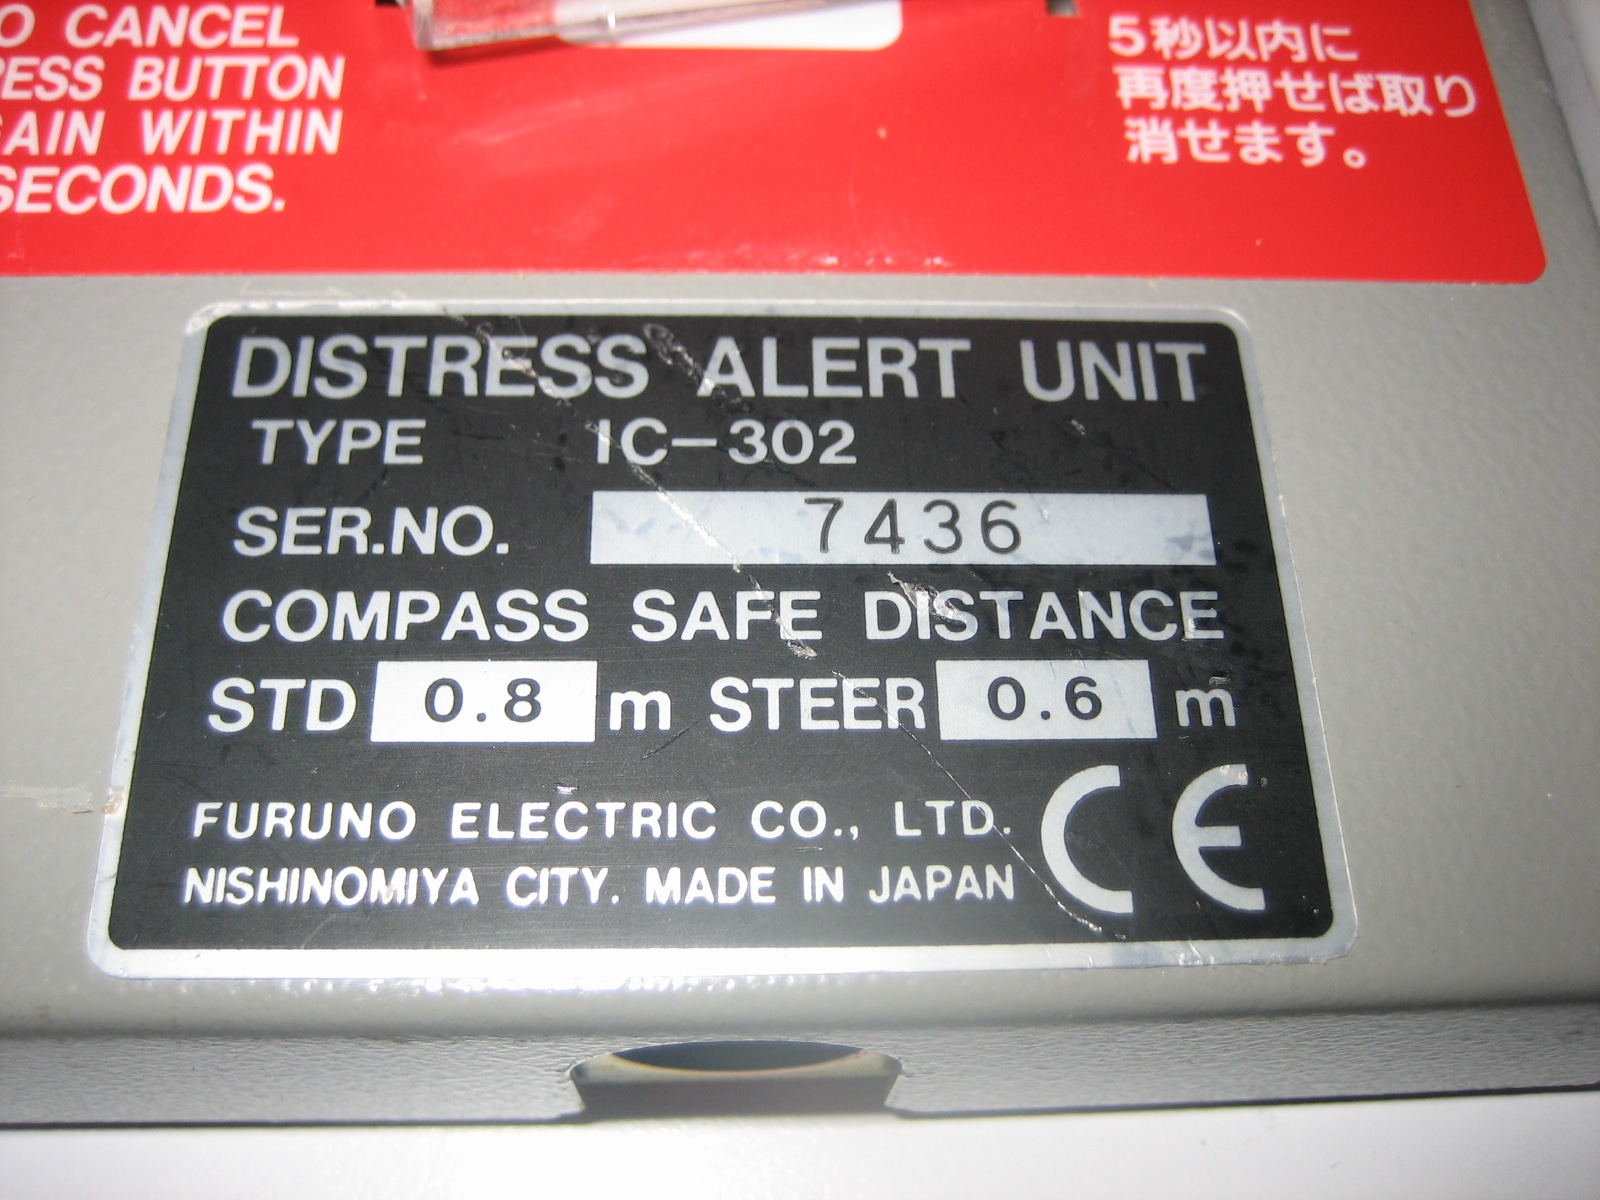 O CANCEL
RESS BUTTON
GAIN WITHIN
SECONDS.
5秒以内に
再度押せば取り
消せます。
DISTRESS ALERT UNIT
TYPE IC-302
SER.NO. 7436
COMPASS SAFE DISTANCE
STD 0.8 m STEER 0.6 m
FURUNO ELECTRIC CO., LTD.
NISHINOMIYA CITY. MADE IN JAPAN
CE